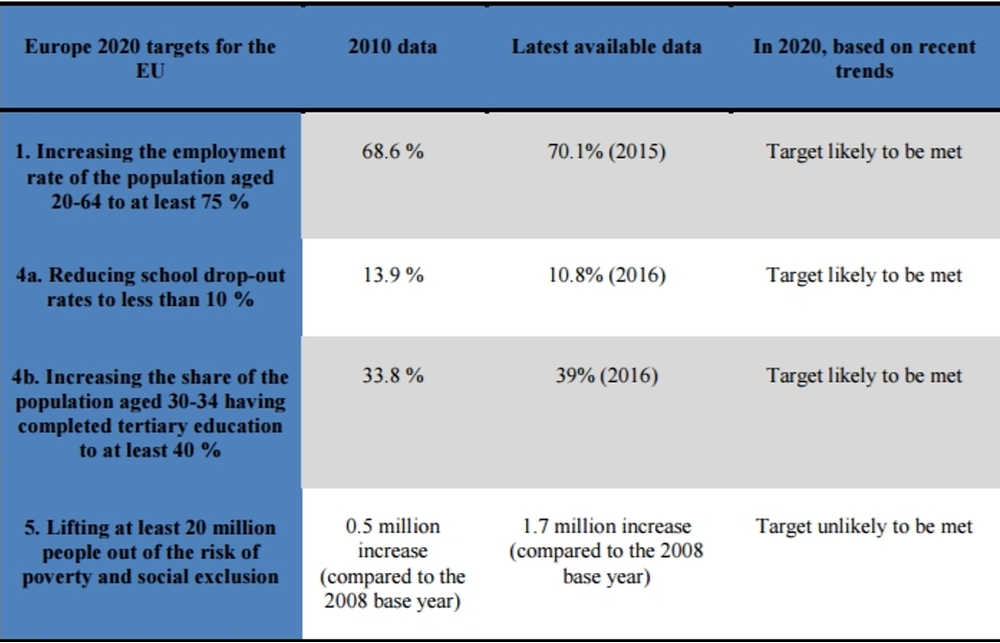 Europe 2020 targets for the
EU
2010 data
Latest available data
In 2020, based on recent
trends
1. Increasing the employment
rate of the population aged
20-64 to at least 75 %
68.6 %
70.1% (2015)
Target likely to be met
4a. Reducing school drop-out
rates to less than 10 %
13.9 %
10.8% (2016)
Target likely to be met
4b. Increasing the share of the
population aged 30-34 having
completed tertiary education
to at least 40 %
33.8 %
39% (2016)
Target likely to be met
5. Lifting at least 20 million
people out of the risk of
poverty and social exclusion
0.5 million
increase
(compared to the
2008 base year)
1.7 million increase
(compared to the 2008
base year)
Target unlikely to be met